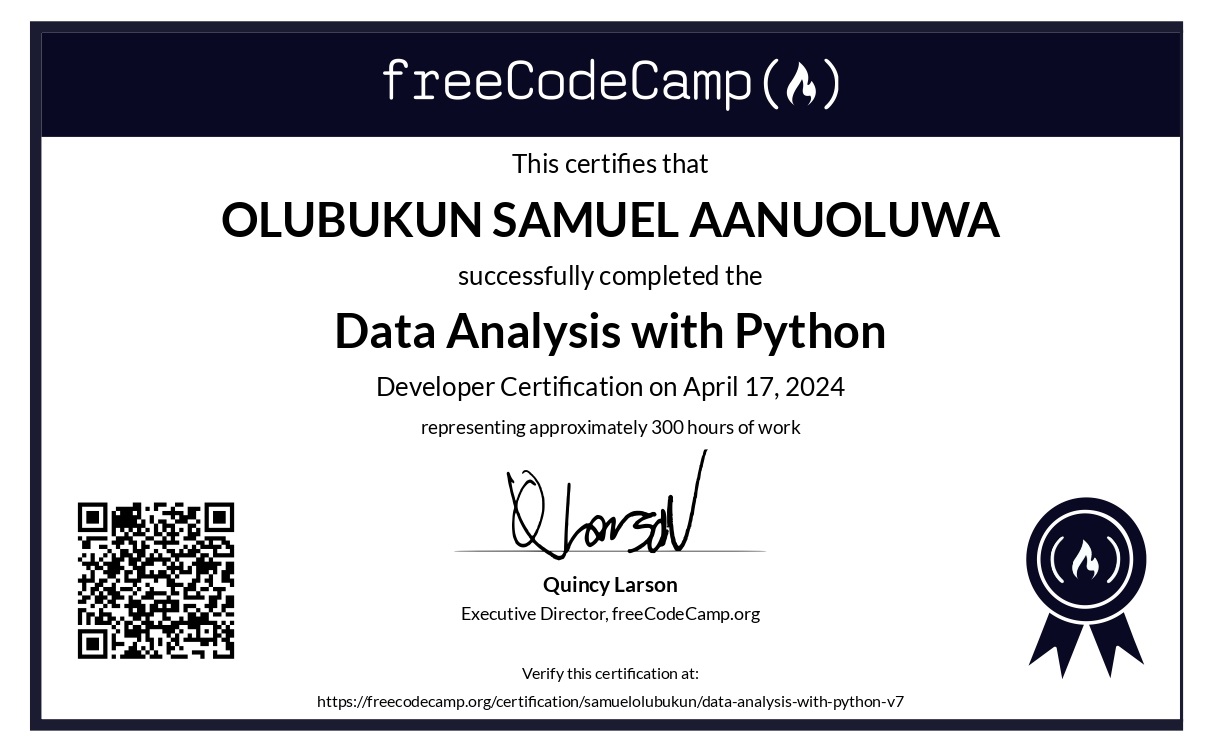 freeCodeCamp(🔥)
This certifies that
OLUBUKUN SAMUEL AANUOLUWA
successfully completed the
Data Analysis with Python
Developer Certification on April 17, 2024
representing approximately 300 hours of work
Q Larson
Quincy Larson
Executive Director, freeCodeCamp.org
Verify this certification at:
https://freecodecamp.org/certification/samuelolubukun/data-analysis-with-python-v7